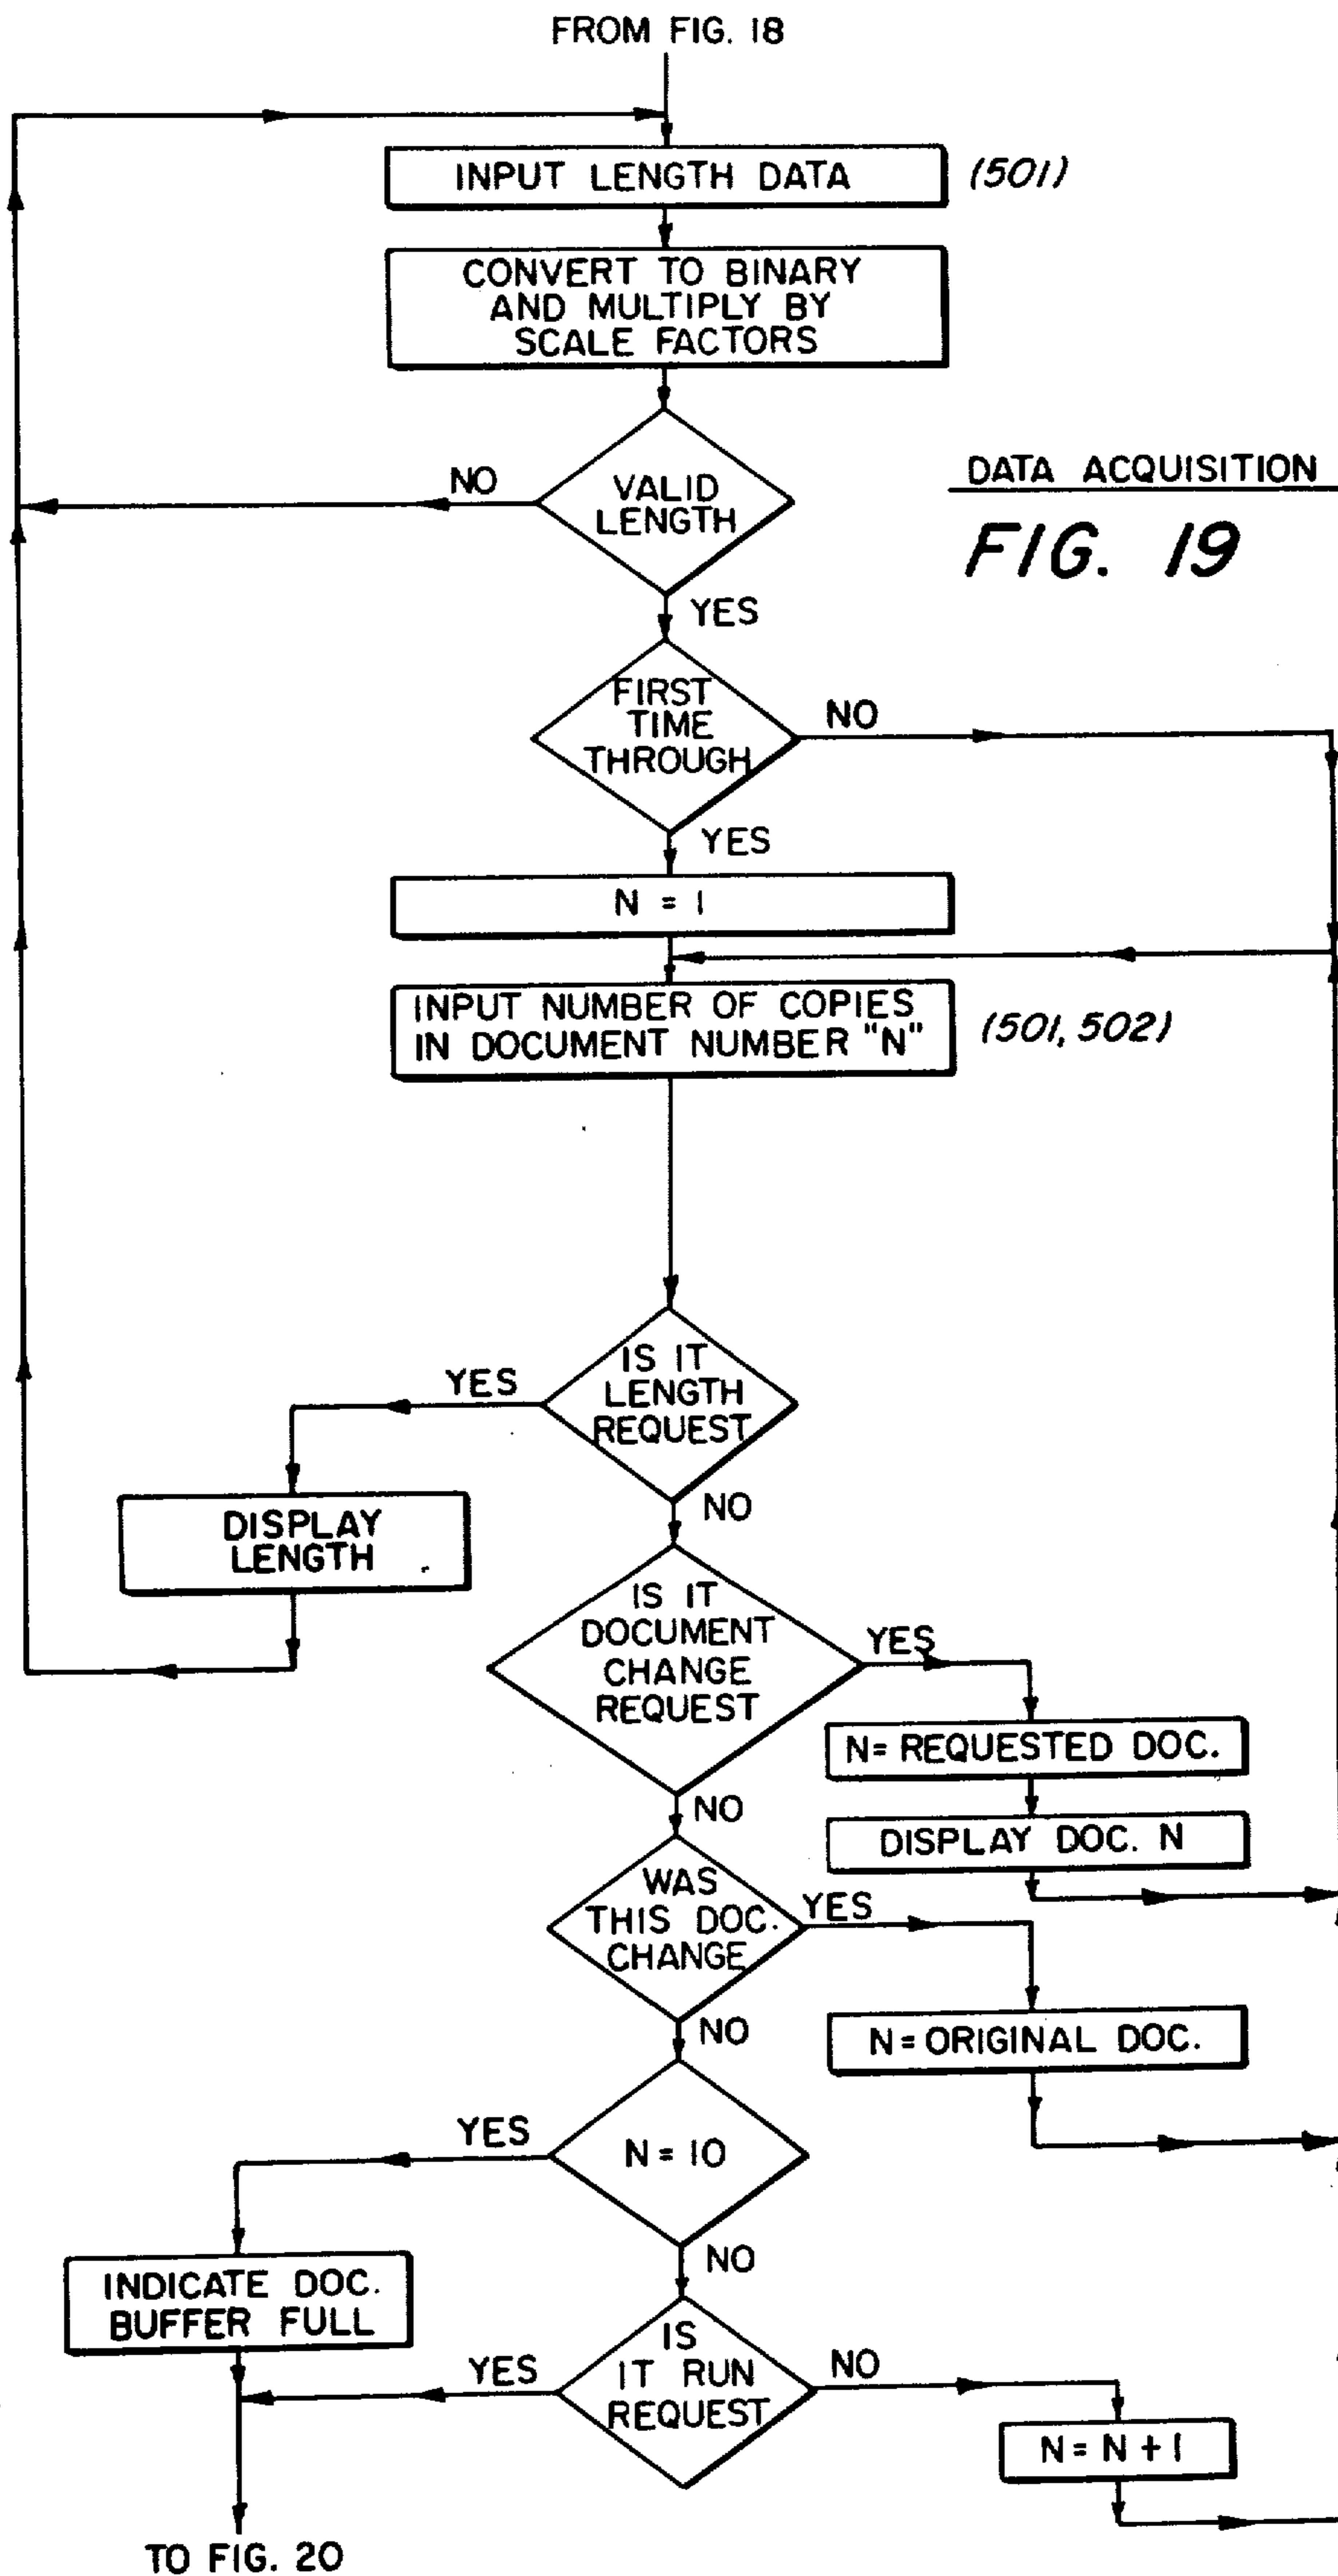 FROM FIG. 18
INPUT LENGTH DATA
(501)
CONVERT TO BINARY
AND MULTIPLY BY
SCALE FACTORS
VALID
LENGTH
NO
YES
DATA ACQUISITION
FIG. 19
FIRST
TIME
THROUGH
NO
YES
N = 1
INPUT NUMBER OF COPIES
IN DOCUMENT NUMBER "N"
(501, 502)
IS IT
LENGTH
REQUEST
YES
NO
DISPLAY
LENGTH
IS IT
DOCUMENT
CHANGE
REQUEST
YES
NO
N= REQUESTED DOC.
DISPLAY DOC. N
WAS
THIS DOC.
CHANGE
YES
NO
N= ORIGINAL DOC.
N = 10
YES
NO
INDICATE DOC.
BUFFER FULL
IS
IT RUN
REQUEST
YES
NO
N= N + 1
TO FIG. 20